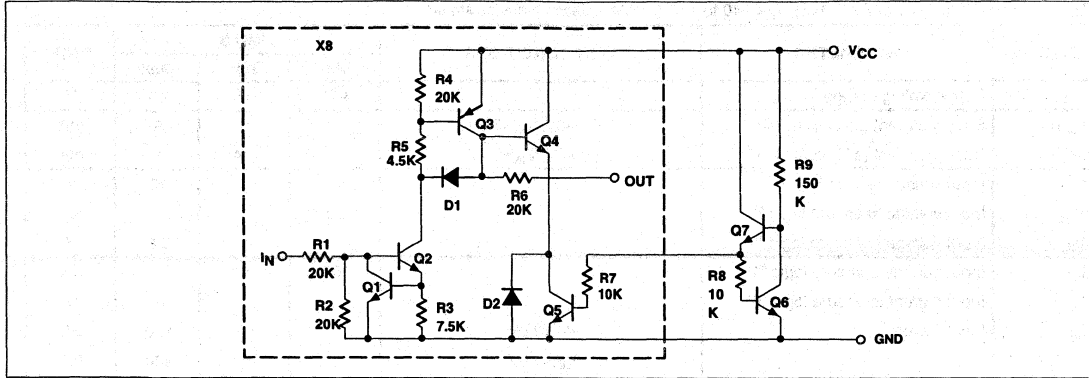 X8
VCC
R4
20K
Q3
Q4
R5
4.5K
R9
150
K
D1
R6
20K
OUT
Q7
IN
R1
20K
Q2
R8
10
K
Q6
R7
10K
Q1
R2
20K
R3
7.5K
D2
Q5
GND